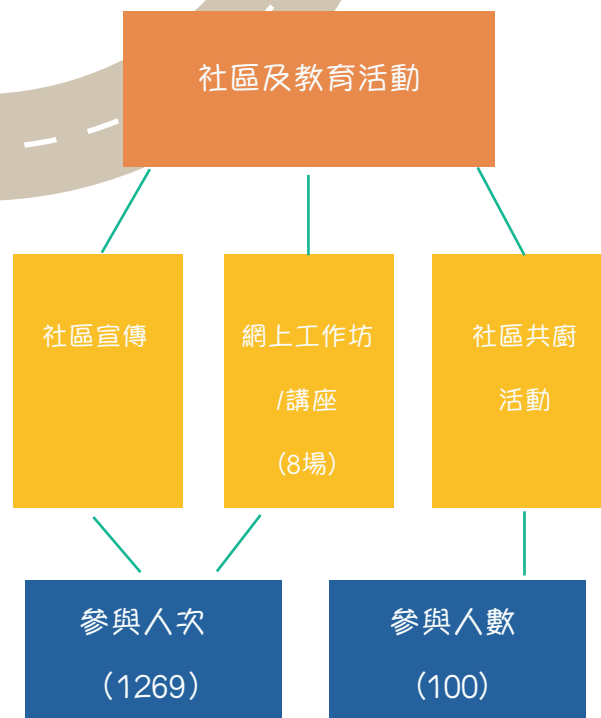 社區及教育活動
社區宣傳
網上工作坊
/講座
(8場)
社區共廚
活動
參與人次
(1269)
參與人數
(100)